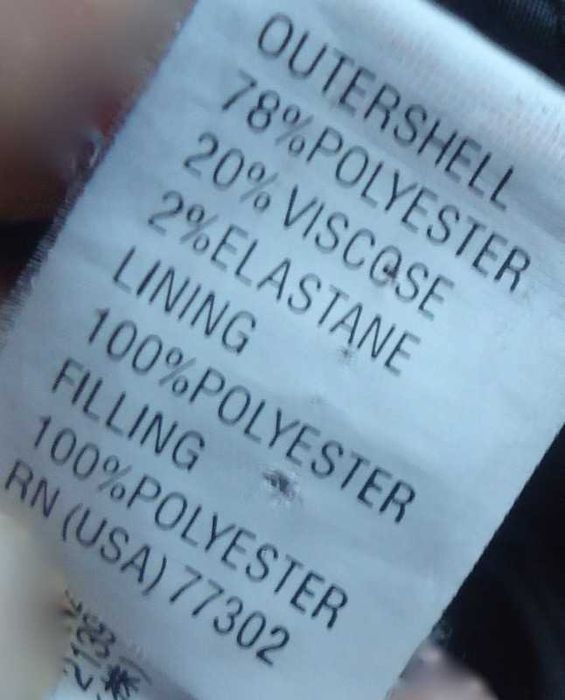 OUTERSHELL
78%POLYESTER
20% VISCOSE
2%ELASTANE
LINING
100%POLYESTER
FILLING
100%POLYESTER
RN (USA) 77302